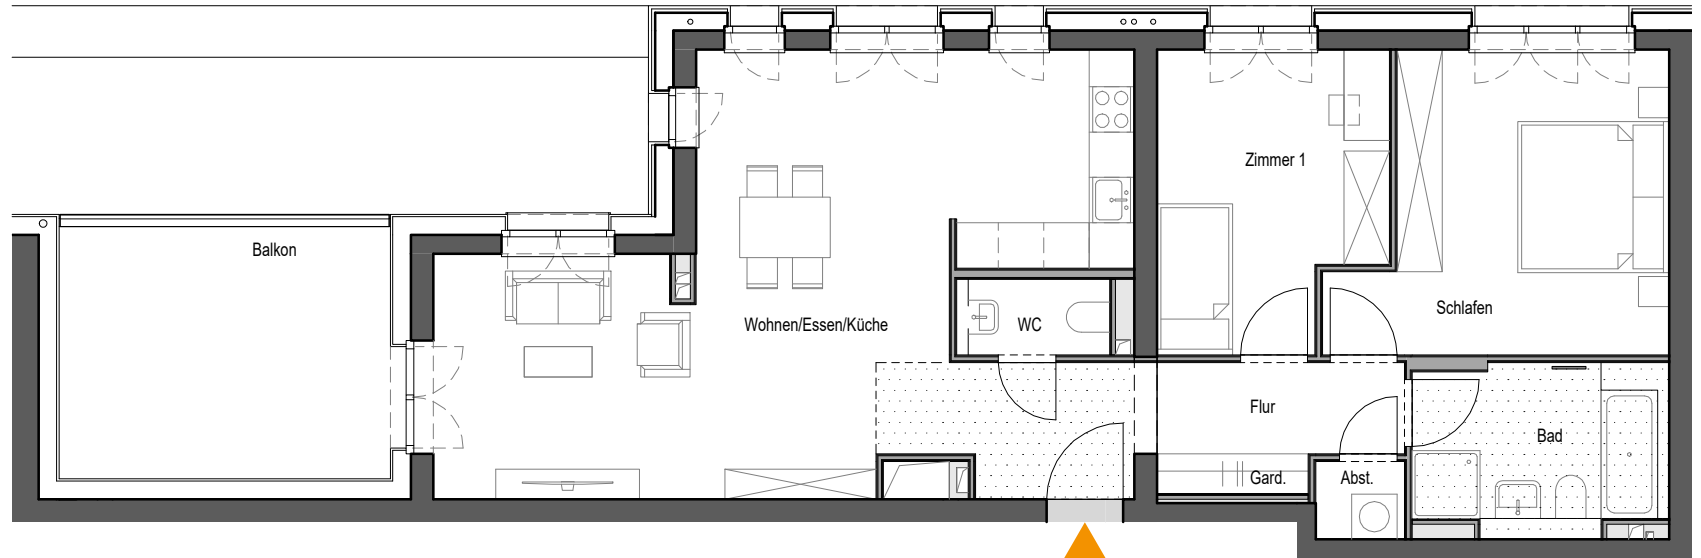 Zimmer 1
Balkon
Schlafen
Wohnen/Essen/Küche
WC
Flur
Bad
Gard.
Abst.